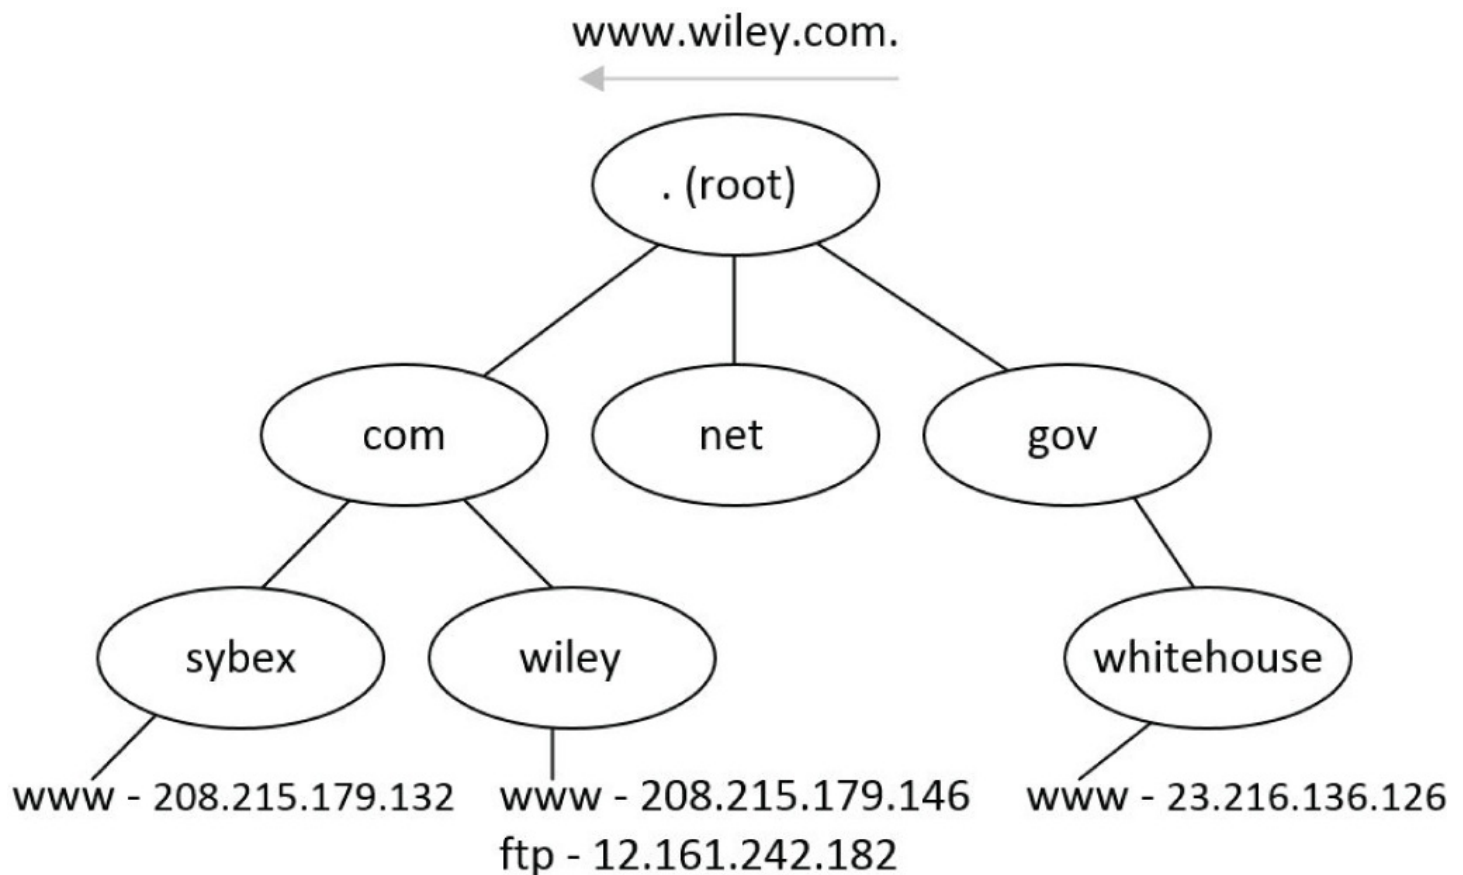 www.wiley.com.
. (root)
com
net
gov
sybex
wiley
whitehouse
www - 208.215.179.132
www - 208.215.179.146
www - 23.216.136.126
ftp - 12.161.242.182